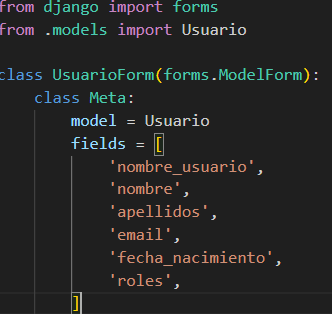 from django import forms
from .models import Usuario
class UsuarioForm(forms.ModelForm):
    class Meta:
        model = Usuario
        fields = [
            'nombre_usuario',
            'nombre',
            'apellidos',
            'email',
            'fecha_nacimiento',
            'roles',
        ]